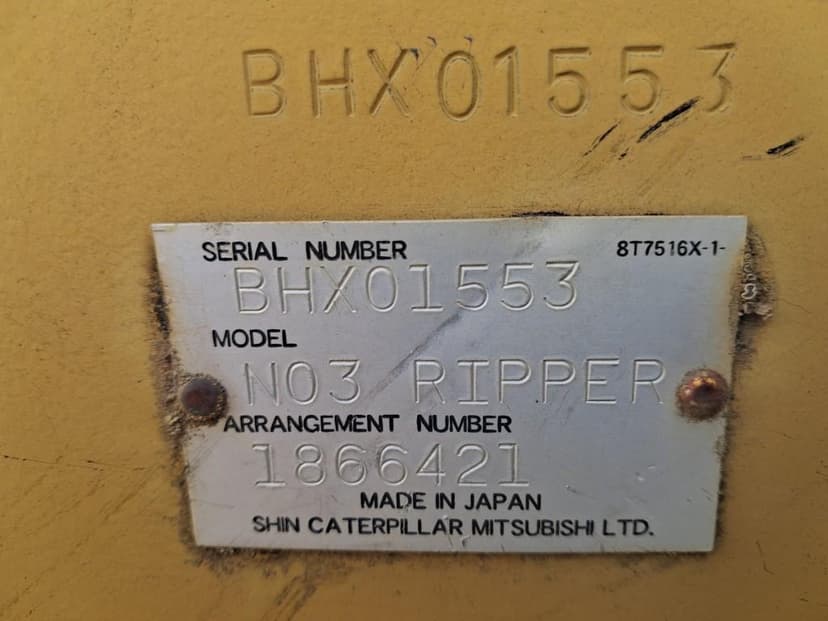 BHX01553
SERIAL NUMBER 8T7516X-1-
BHX01553
MODEL
NO3 RIPPER
ARRANGEMENT NUMBER
1866421
MADE IN JAPAN
SHIN CATERPILLAR MITSUBISHI LTD.